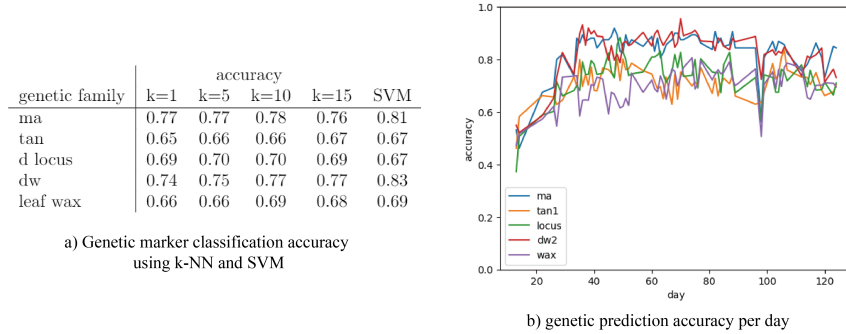 accuracy
genetic family k=1 k=5 k=10 k=15 SVM
ma 0.77 0.77 0.78 0.76 0.81
tan 0.65 0.66 0.66 0.67 0.67
d locus 0.69 0.70 0.70 0.69 0.67
dw 0.74 0.75 0.77 0.77 0.83
leaf wax 0.66 0.66 0.69 0.68 0.69
a) Genetic marker classification accuracy
using k-NN and SVM
1.0
0.8
0.6
0.4
0.2
0.0
accuracy
ma
tan1
locus
dw2
wax
20 40 60 80 100 120
day
b) genetic prediction accuracy per day